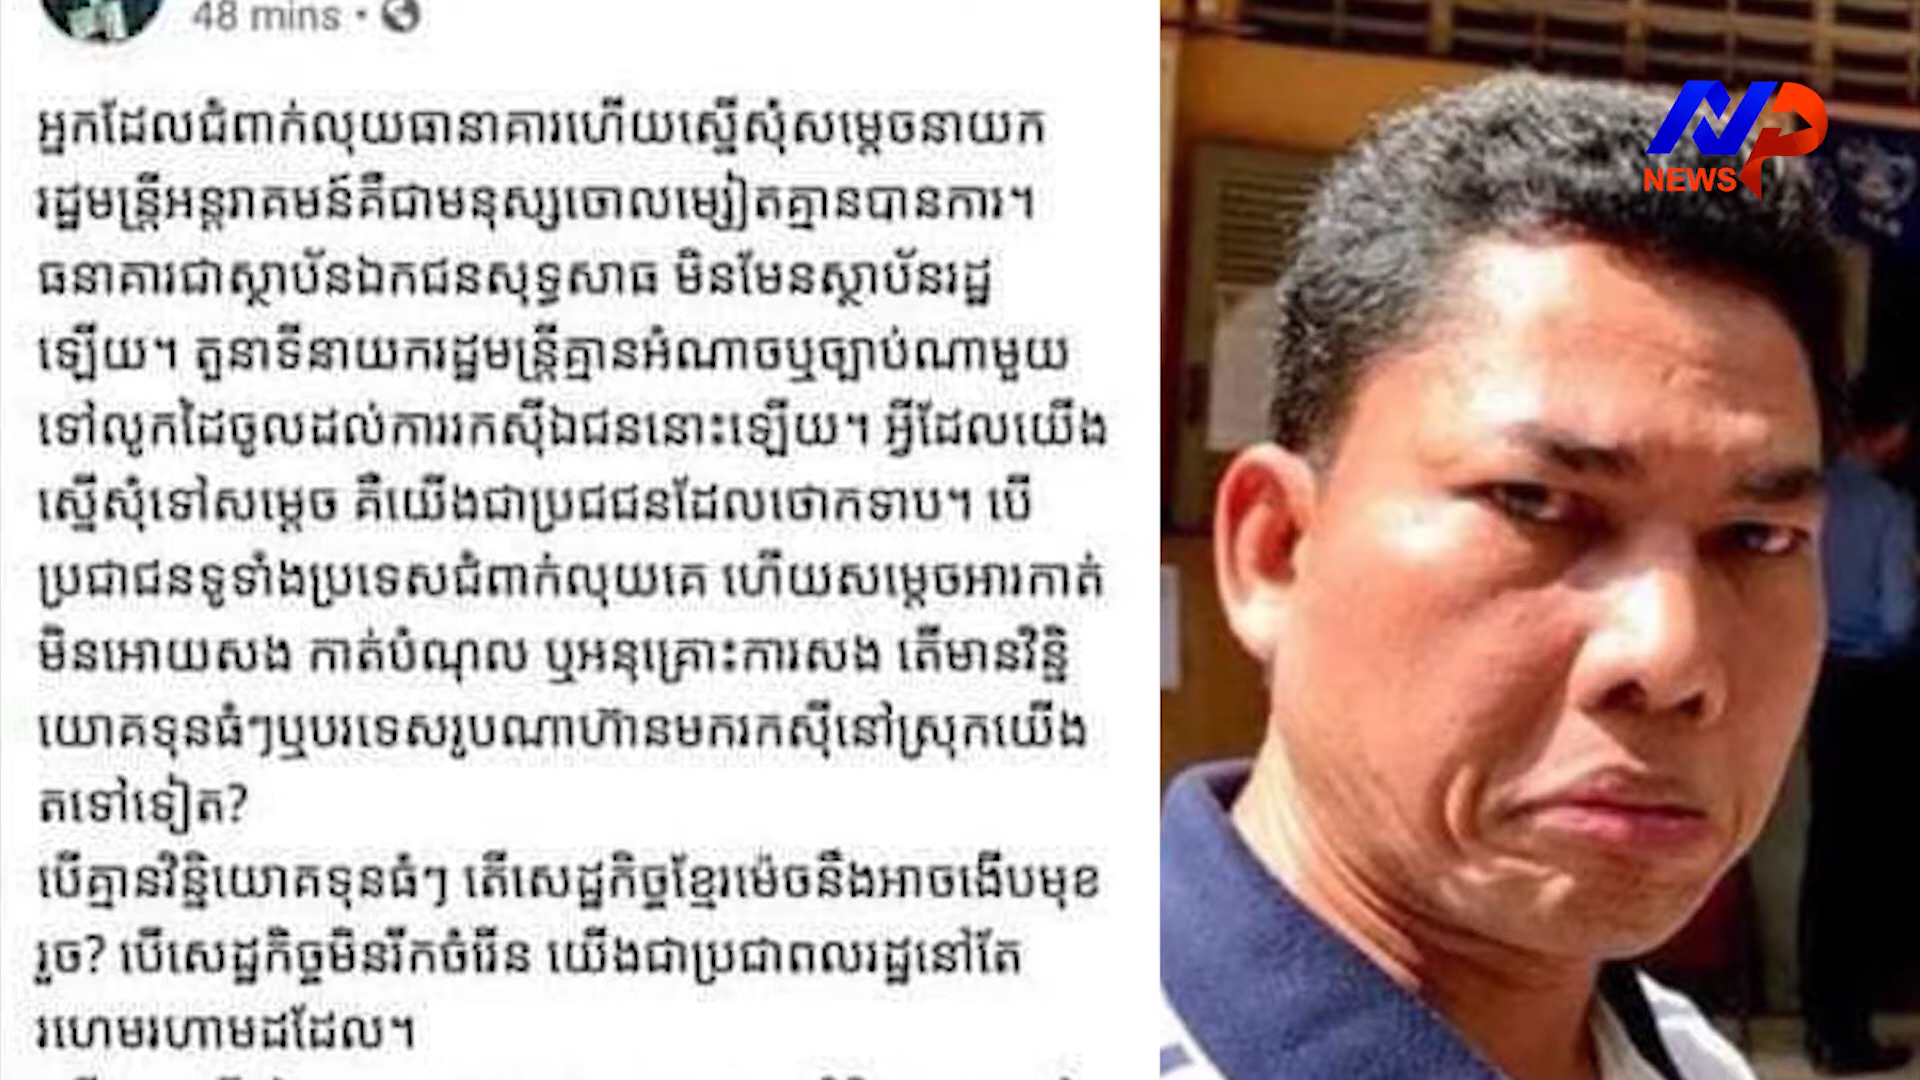 48 mins ·
អ្នកដែលជំពាក់លុយធានាគារហើយស្នើសុំសម្ដេចនាយក
រដ្ឋមន្ត្រីអន្តរាគមន៍គឺជាមនុស្សចោលម្សៀតគ្មានបានការ។
ធនាគារជាស្ថាប័នឯកជនសុទ្ធសាធ មិនមែនស្ថាប័នរដ្ឋ
ឡើយ។ តួនាទីនាយករដ្ឋមន្ត្រីគ្មានអំណាចឬច្បាប់ណាមួយ
ទៅលូកដៃចូលដល់ការរកស៊ីឯជននោះឡើយ។ អ្វីដែលយើង
ស្នើសុំទៅសម្ដេច គឺយើងជាប្រជជនដែលថោកទាប។ បើ
ប្រជាជនទូទាំងប្រទេសជំពាក់លុយគេ ហើយសម្ដេចអារកាត់
មិនអោយសង កាត់បំណុល ឬអនុគ្រោះការសង តើមានវិន្និ
យោគទុនធំៗឬបរទេសរូបណាហ៊ានមករកស៊ីនៅស្រុកយើង
តទៅទៀត?
បើគ្មានវិន្និយោគទុនធំៗ តើសេដ្ឋកិច្ចខ្មែរម៉េចនឹងអាចងើបមុខ
រួច? បើសេដ្ឋកិច្ចមិនរីកចំរើន យើងជាប្រជាពលរដ្ឋនៅតែ
រហេមរហាមដដែល។
NP
NEWS